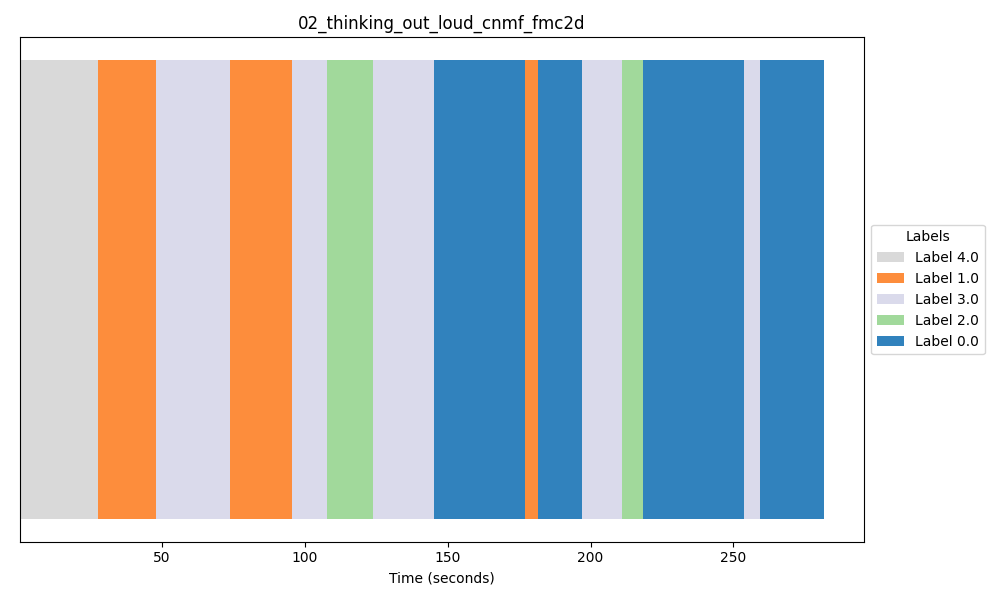 02_thinking_out_loud_cnmf_fmc2d
Labels
Label 4.0
Label 1.0
Label 3.0
Label 2.0
Label 0.0
50
100
150
200
250
Time (seconds)